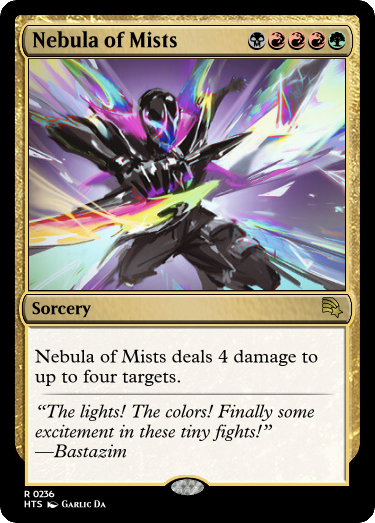 Nebula of Mists
Sorcery
Nebula of Mists deals 4 damage to
up to four targets.
“The lights! The colors! Finally some
excitement in these tiny fights!”
—Bastazim
R 0236
HTS Garlic Da